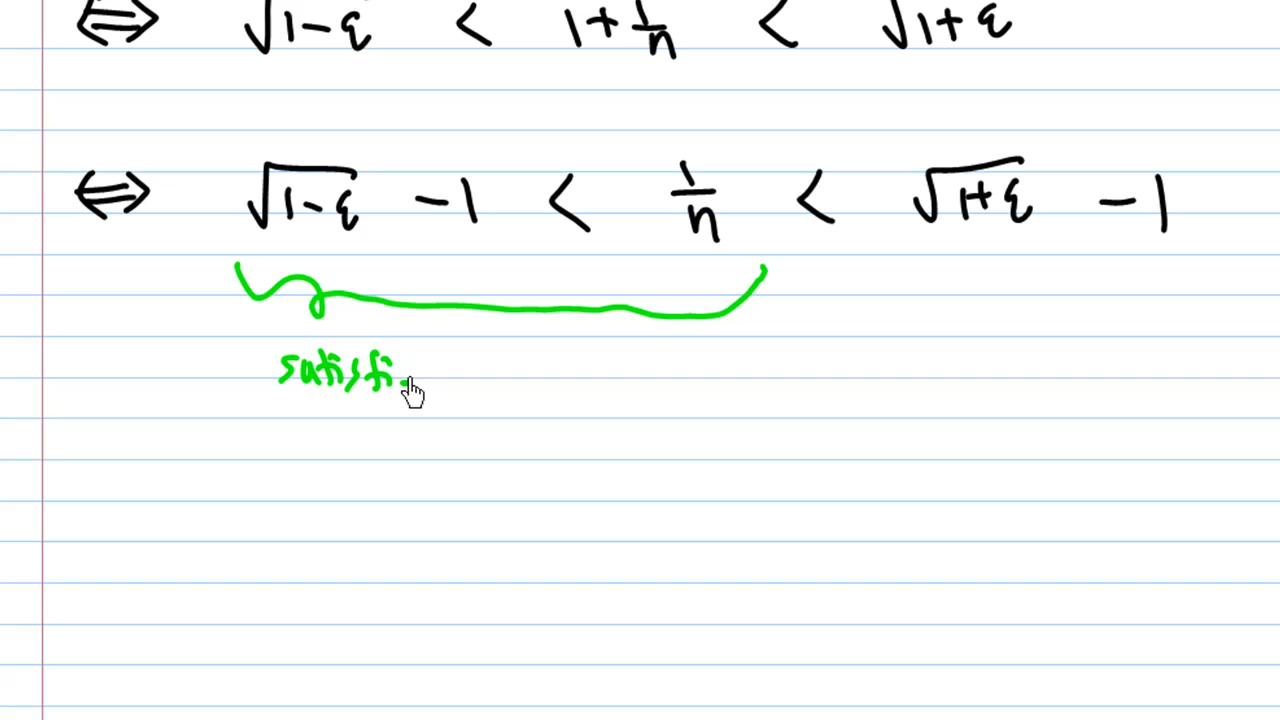 ⇔ √1-ε < 1+1/n < √1+ε
⇔ √1-ε -1 < 1/n < √1+ε -1
satisfi